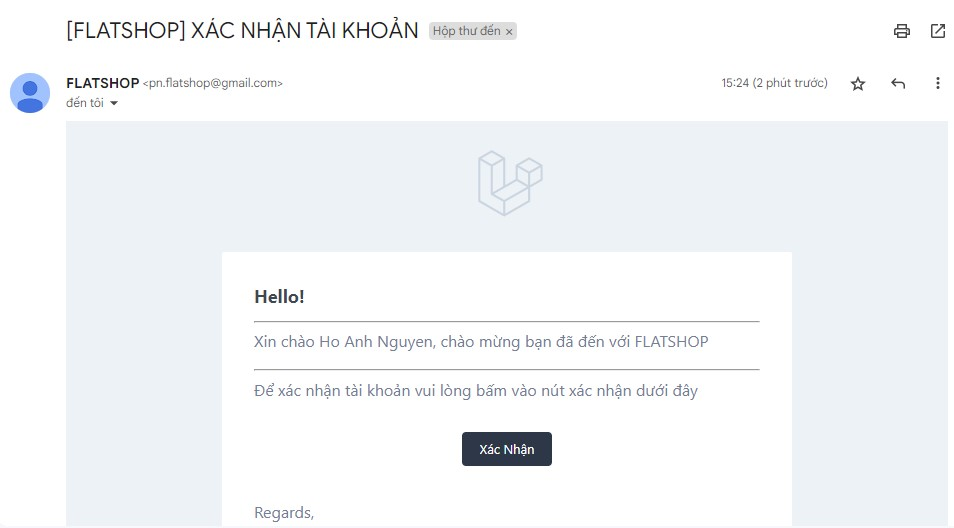 [FLATSHOP] XÁC NHẬN TÀI KHOẢN Hộp thư đến ×
FLATSHOP <pn.flatshop@gmail.com> 15:24 (2 phút trước)
đến tôi
Hello!
Xin chào Ho Anh Nguyen, chào mừng bạn đã đến với FLATSHOP
Để xác nhận tài khoản vui lòng bấm vào nút xác nhận dưới đây
Xác Nhận
Regards,